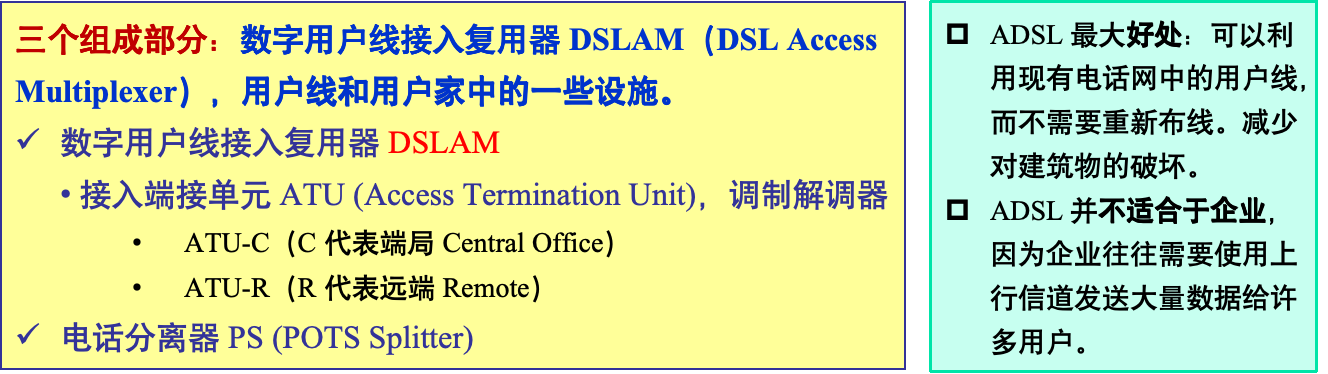 三个组成部分：数字用户线接入复用器 DSLAM（DSL Access
Multiplexer），用户线和用户家中的一些设施。
✓ 数字用户线接入复用器 DSLAM
• 接入端接单元 ATU (Access Termination Unit)，调制解调器
• ATU-C（C 代表端局 Central Office）
• ATU-R（R 代表远端 Remote）
✓ 电话分离器 PS (POTS Splitter)
❑ ADSL 最大好处：可以利
用现有电话网中的用户线，
而不需要重新布线。减少
对建筑物的破坏。
❑ ADSL 并不适合于企业，
因为企业往往需要使用上
行信道发送大量数据给许
多用户。